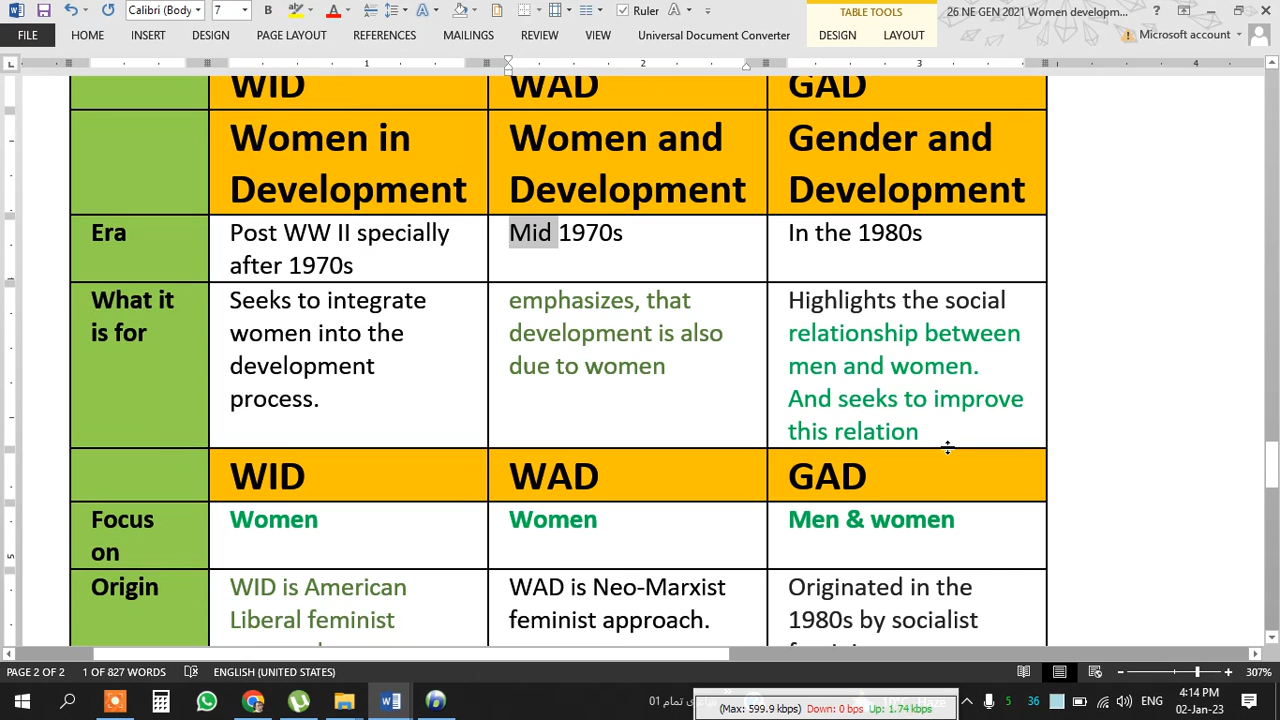 Calibri (Body
7
Ruler
TABLE TOOLS
26 NE GEN 2021 Women developm...
FILE
HOME
INSERT
DESIGN
PAGE LAYOUT
REFERENCES
MAILINGS
REVIEW
VIEW
Universal Document Converter
DESIGN
LAYOUT
Microsoft account
1
2
3
4
WID
WAD
GAD
Women in
Development
Women and
Development
Gender and
Development
Era
Post WW II specially
after 1970s
Mid 1970s
In the 1980s
What it
is for
Seeks to integrate
women into the
development
process.
emphasizes, that
development is also
due to women
Highlights the social
relationship between
men and women.
And seeks to improve
this relation
WID
WAD
GAD
Focus
on
Women
Women
Men & women
Origin
WID is American
Liberal feminist
WAD is Neo-Marxist
feminist approach.
Originated in the
1980s by socialist
5
PAGE 2 OF 2
1 OF 827 WORDS
ENGLISH (UNITED STATES)
307%
(Max: 599.9 kbps)
Down: 0 bps
Up: 1.74 kbps
5
36
ENG
4:14 PM
02-Jan-23